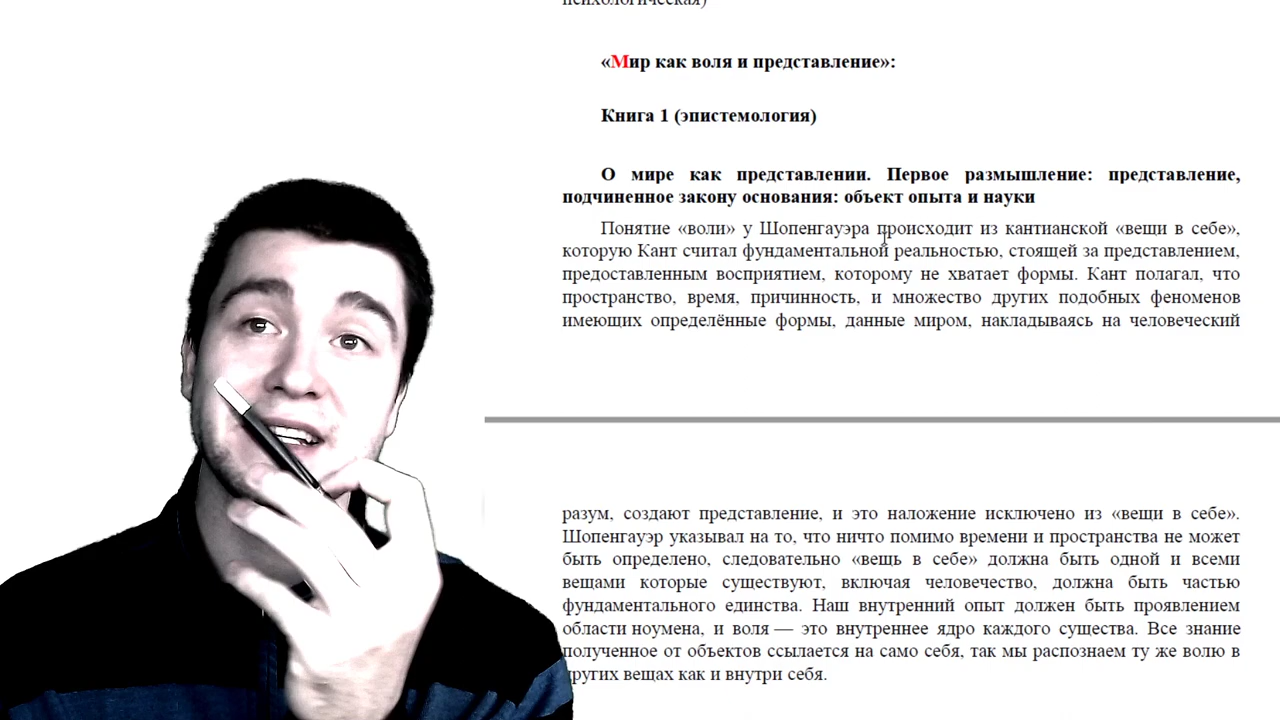 психологическая)
«Мир как воля и представление»:
Книга 1 (эпистемология)
О мире как представлении. Первое размышление: представление,
подчиненное закону основания: объект опыта и науки
Понятие «воли» у Шопенгауэра происходит из кантианской «вещи в себе»,
которую Кант считал фундаментальной реальностью, стоящей за представлением,
предоставленным восприятием, которому не хватает формы. Кант полагал, что
пространство, время, причинность, и множество других подобных феноменов
имеющих определённые формы, данные миром, накладываясь на человеческий
разум, создают представление, и это наложение исключено из «вещи в себе».
Шопенгауэр указывал на то, что ничто помимо времени и пространства не может
быть определено, следовательно «вещь в себе» должна быть одной и всеми
вещами которые существуют, включая человечество, должна быть частью
фундаментального единства. Наш внутренний опыт должен быть проявлением
области ноумена, и воля — это внутреннее ядро каждого существа. Все знание
полученное от объектов ссылается на само себя, так мы распознаем ту же волю в
других вещах как и внутри себя.